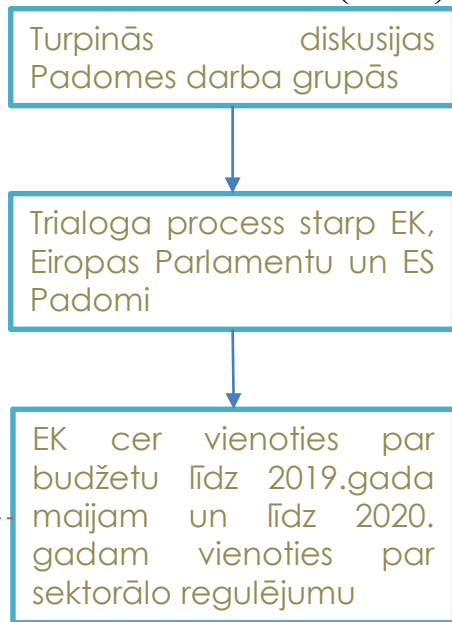 Turpinās diskusijas
Padomes darba grupās
Trialoga process starp EK,
Eiropas Parlamentu un ES
Padomi
EK cer vienoties par
budžetu līdz 2019.gada
maijam un līdz 2020.
gadam vienoties par
sektorālo regulējumu